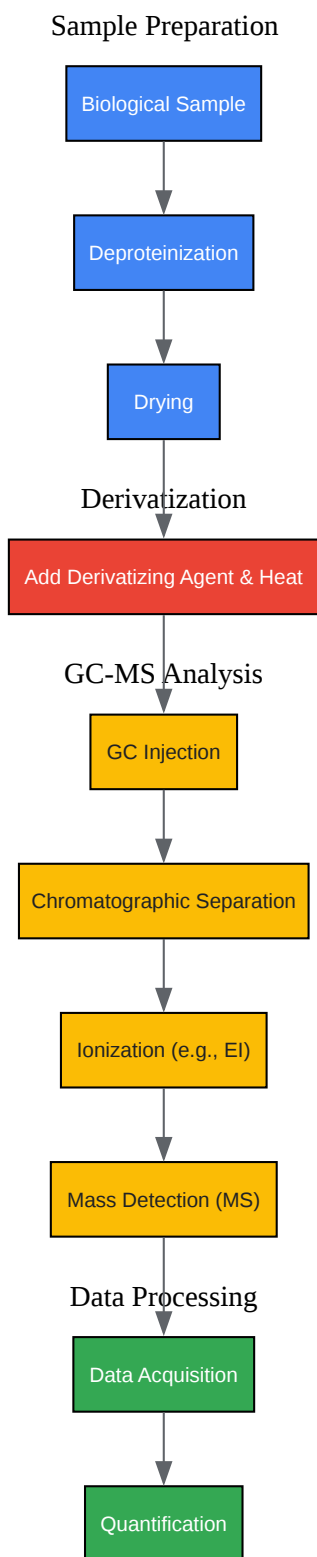 Sample Preparation
Biological Sample
Deproteinization
Drying
Derivatization
Add Derivatizing Agent & Heat
GC-MS Analysis
GC Injection
Chromatographic Separation
Ionization (e.g., EI)
Mass Detection (MS)
Data Processing
Data Acquisition
Quantification